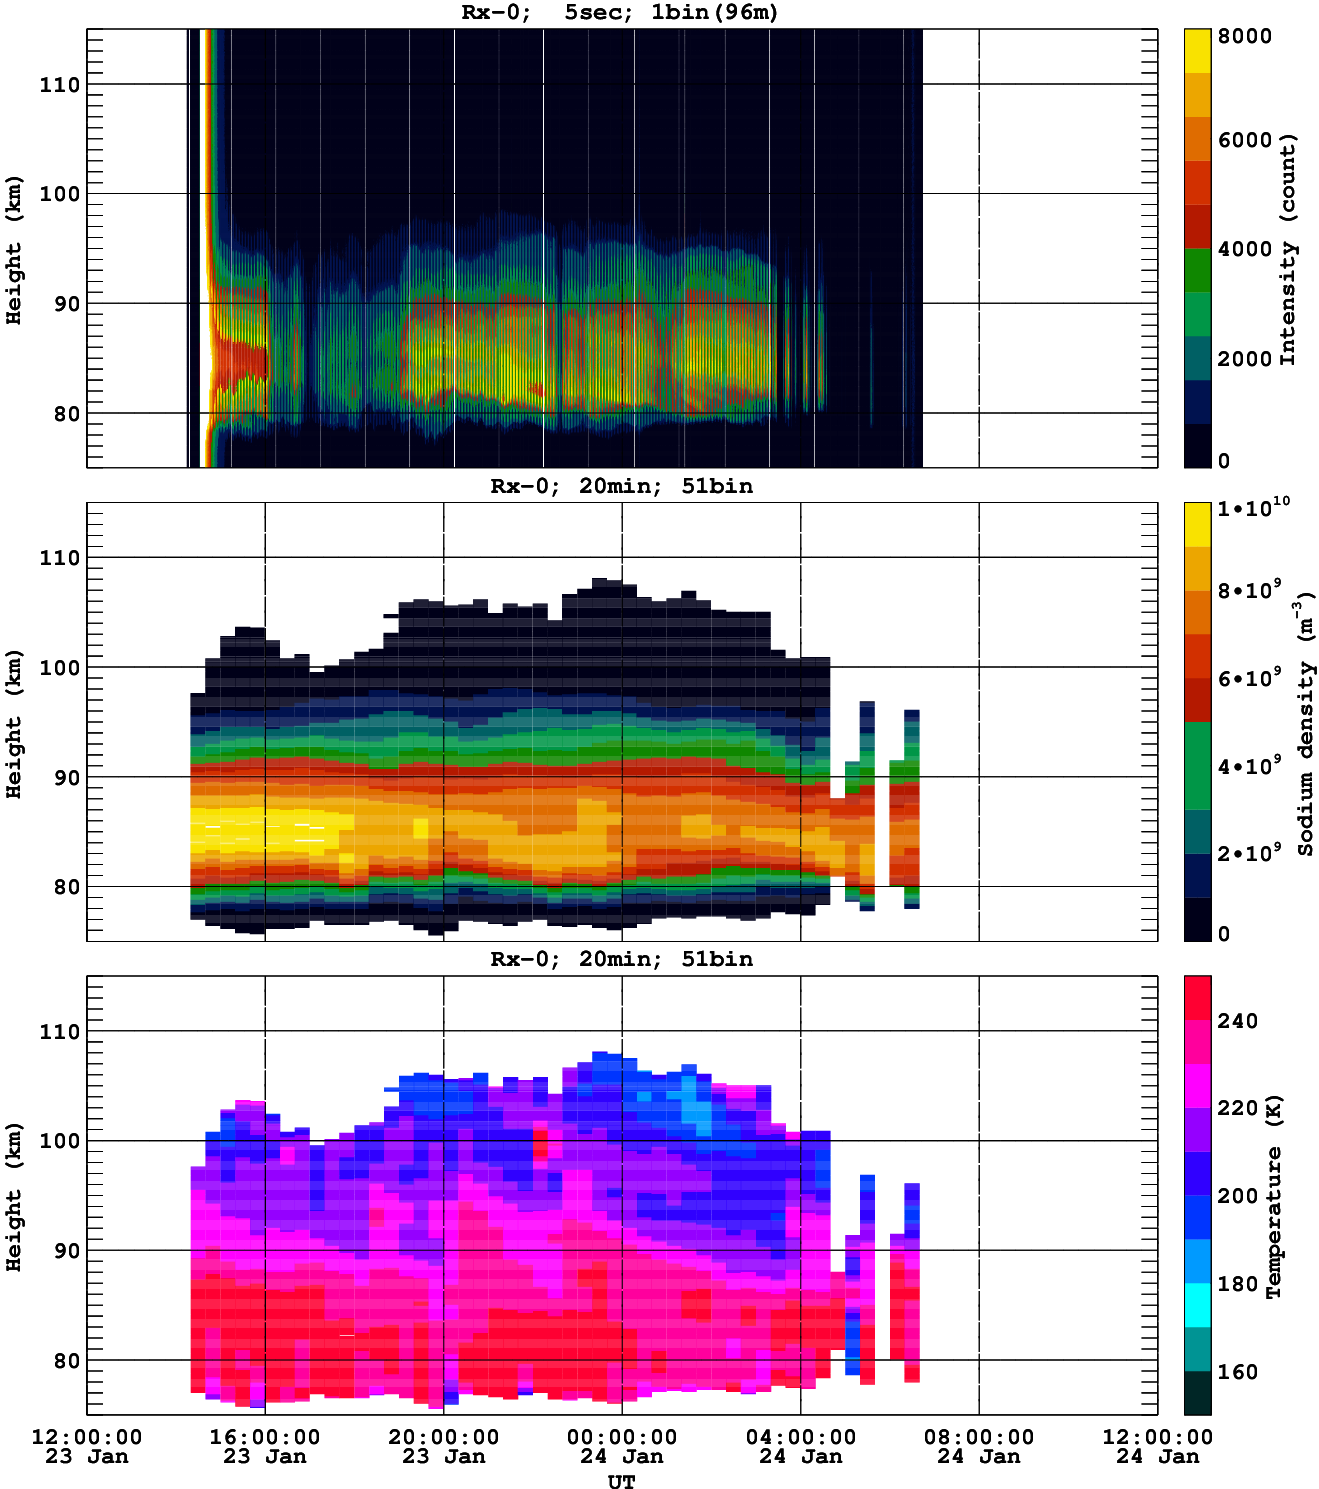 Rx-0;  5sec; 1bin(96m)
110
100
90
80
Height (km)
8000
6000
4000
2000
0
Intensity (count)
Rx-0; 20min; 51bin
110
100
90
80
Height (km)
1•10¹⁰
8•10⁹
6•10⁹
4•10⁹
2•10⁹
0
Sodium density (m⁻³)
Rx-0; 20min; 51bin
110
100
90
80
Height (km)
240
220
200
180
160
Temperature (K)
12:00:00 16:00:00 20:00:00 00:00:00 04:00:00 08:00:00 12:00:00
23 Jan 23 Jan 23 Jan 24 Jan 24 Jan 24 Jan 24 Jan
UT